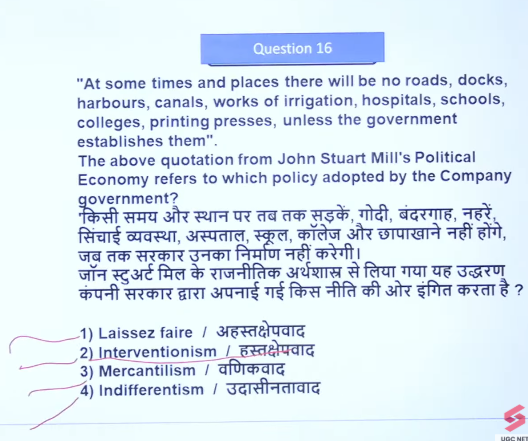 Question 16
"At some times and places there will be no roads, docks,
harbours, canals, works of irrigation, hospitals, schools,
colleges, printing presses, unless the government
establishes them".
The above quotation from John Stuart Mill's Political
Economy refers to which policy adopted by the Company
government?
"किसी समय और स्थान पर तब तक सड़कें, गोदी, बंदरगाह, नहरें,
सिंचाई व्यवस्था, अस्पताल, स्कूल, कॉलेज और छापाखाने नहीं होंगे,
जब तक सरकार उनका निर्माण नहीं करेगी।
जॉन स्टुअर्ट मिल के राजनीतिक अर्थशास्त्र से लिया गया यह उद्धरण
कंपनी सरकार द्वारा अपनाई गई किस नीति की ओर इंगित करता है ?
1) Laissez faire / अहस्तक्षेपवाद
2) Interventionism / हस्तक्षेपवाद
3) Mercantilism / वणिकवाद
4) Indifferentism / उदासीनतावाद
UGC NET